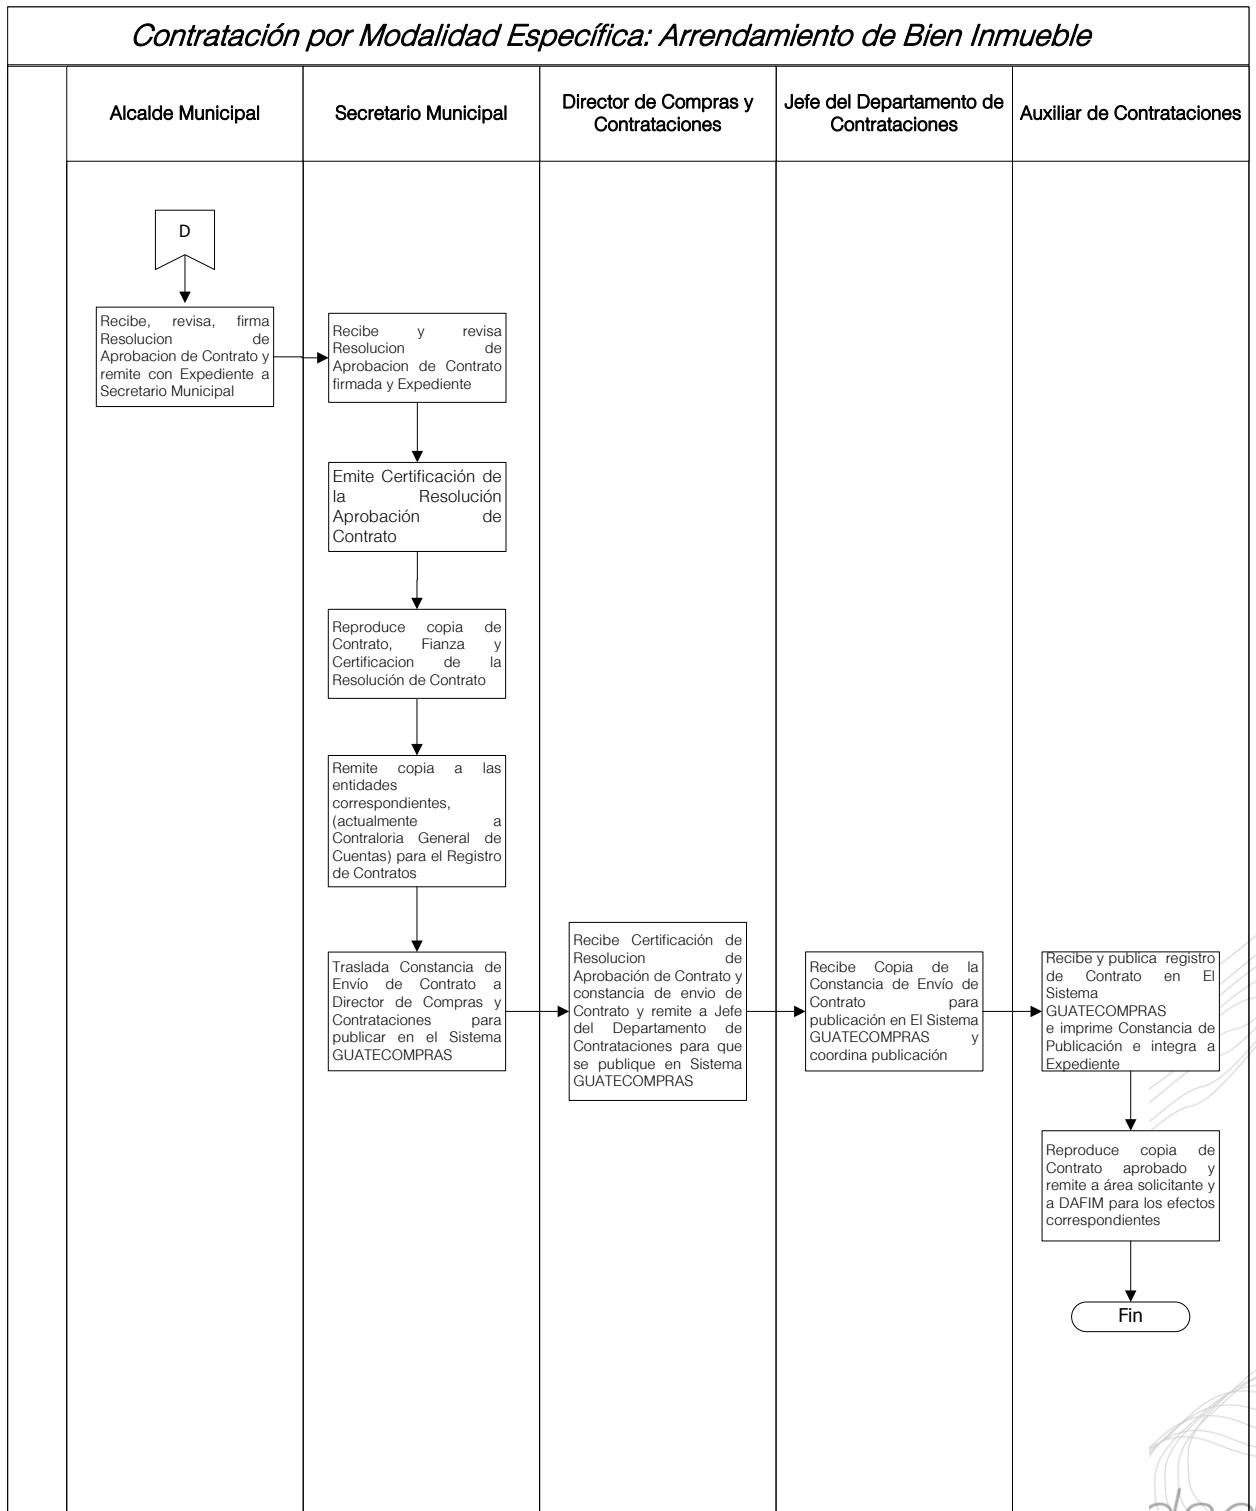 Contratación por Modalidad Específica: Arrendamiento de Bien Inmueble
Alcalde Municipal
Secretario Municipal
Director de Compras y
Contrataciones
Jefe del Departamento de
Contrataciones
Auxiliar de Contrataciones
D
Recibe, revisa, firma
Resolucion de
Aprobacion de Contrato y
remite con Expediente a
Secretario Municipal
Recibe y revisa
Resolucion de
Aprobacion de Contrato
firmada y Expediente
Emite Certificación de
la Resolución
Aprobación de
Contrato
Reproduce copia de
Contrato, Fianza y
Certificacion de la
Resolución de Contrato
Remite copia a las
entidades
correspondientes,
(actualmente a
Contraloria General de
Cuentas) para el Registro
de Contratos
Traslada Constancia de
Envío de Contrato a
Director de Compras y
Contrataciones para
publicar en el Sistema
GUATECOMPRAS
Recibe Certificación de
Resolucion de
Aprobación de Contrato y
constancia de envio de
Contrato y remite a Jefe
del Departamento de
Contrataciones para que
se publique en Sistema
GUATECOMPRAS
Recibe Copia de la
Constancia de Envío de
Contrato para
publicación en El Sistema
GUATECOMPRAS y
coordina publicación
Recibe y publica registro
de Contrato en El
Sistema
GUATECOMPRAS
e imprime Constancia de
Publicación e integra a
Expediente
Reproduce copia de
Contrato aprobado y
remite a área solicitante y
a DAFIM para los efectos
correspondientes
Fin